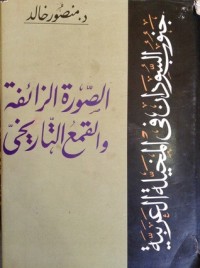 د. منصور خالد
جنوب السودان في المخيلة العربية
الصورة الزائفة
والقمع التاريخي